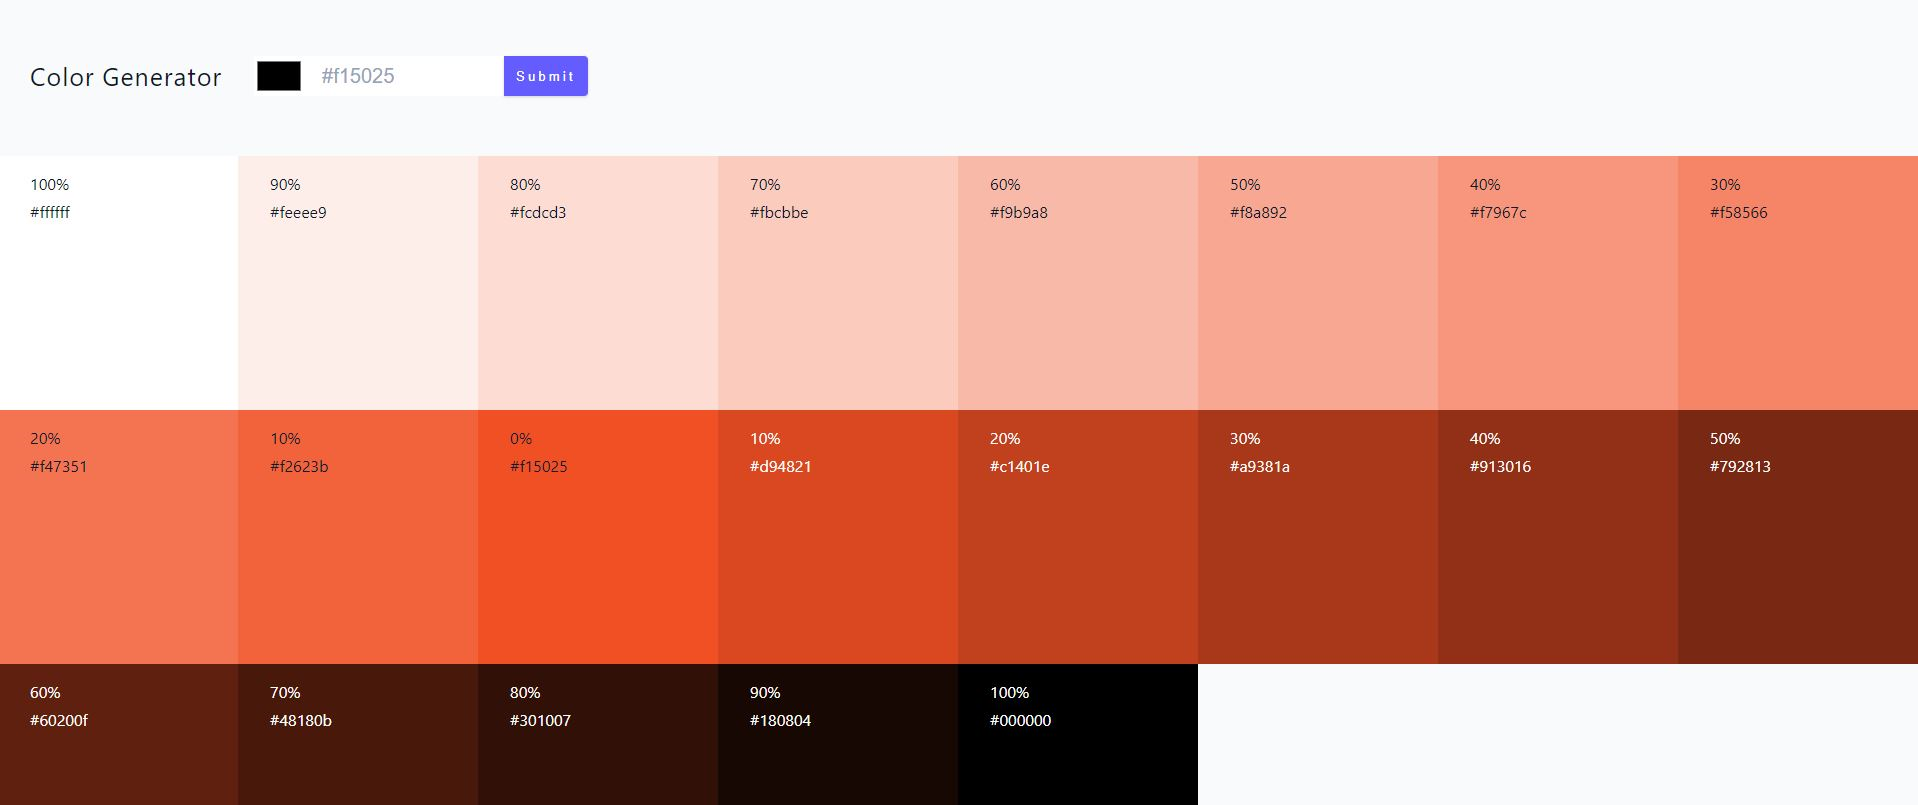 Color Generator
#f15025
Submit
100%
#ffffff
90%
#feeee9
80%
#fcdcd3
70%
#fbcbbe
60%
#f9b9a8
50%
#f8a892
40%
#f7967c
30%
#f58566
20%
#f47351
10%
#f2623b
0%
#f15025
10%
#d94821
20%
#c1401e
30%
#a9381a
40%
#913016
50%
#792813
60%
#60200f
70%
#48180b
80%
#301007
90%
#180804
100%
#000000